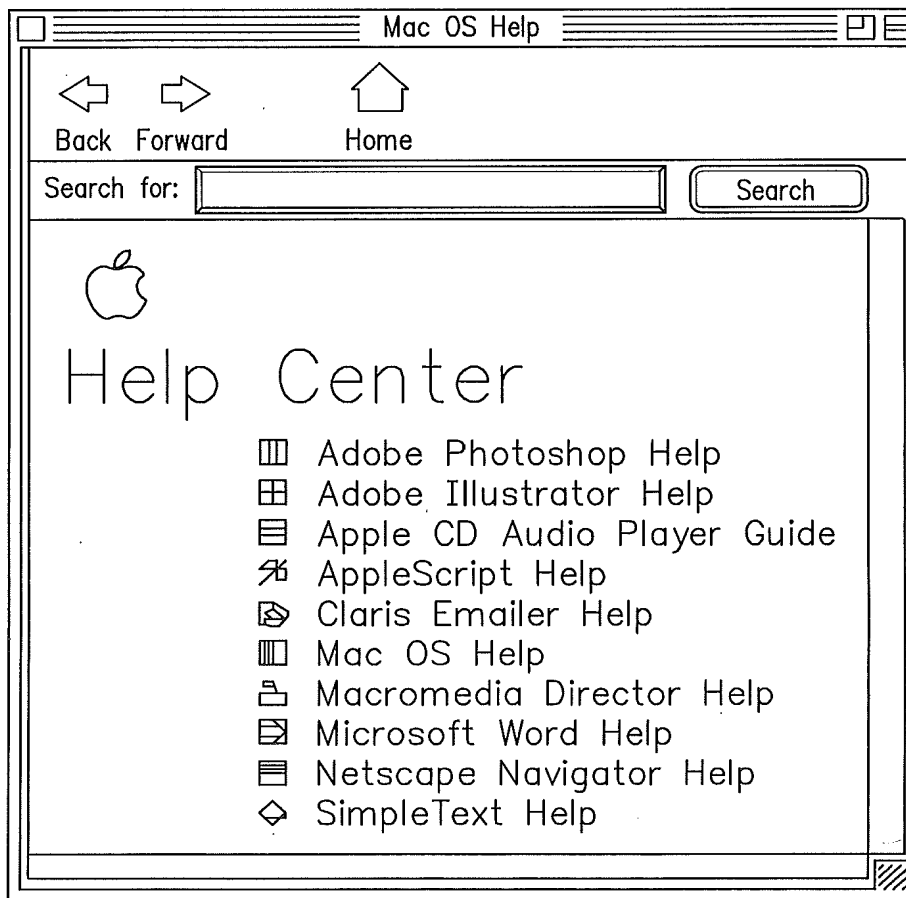 Mac OS Help
Back Forward Home
Search for: Search
Help Center
Adobe Photoshop Help
Adobe Illustrator Help
Apple CD Audio Player Guide
AppleScript Help
Claris Emailer Help
Mac OS Help
Macromedia Director Help
Microsoft Word Help
Netscape Navigator Help
SimpleText Help